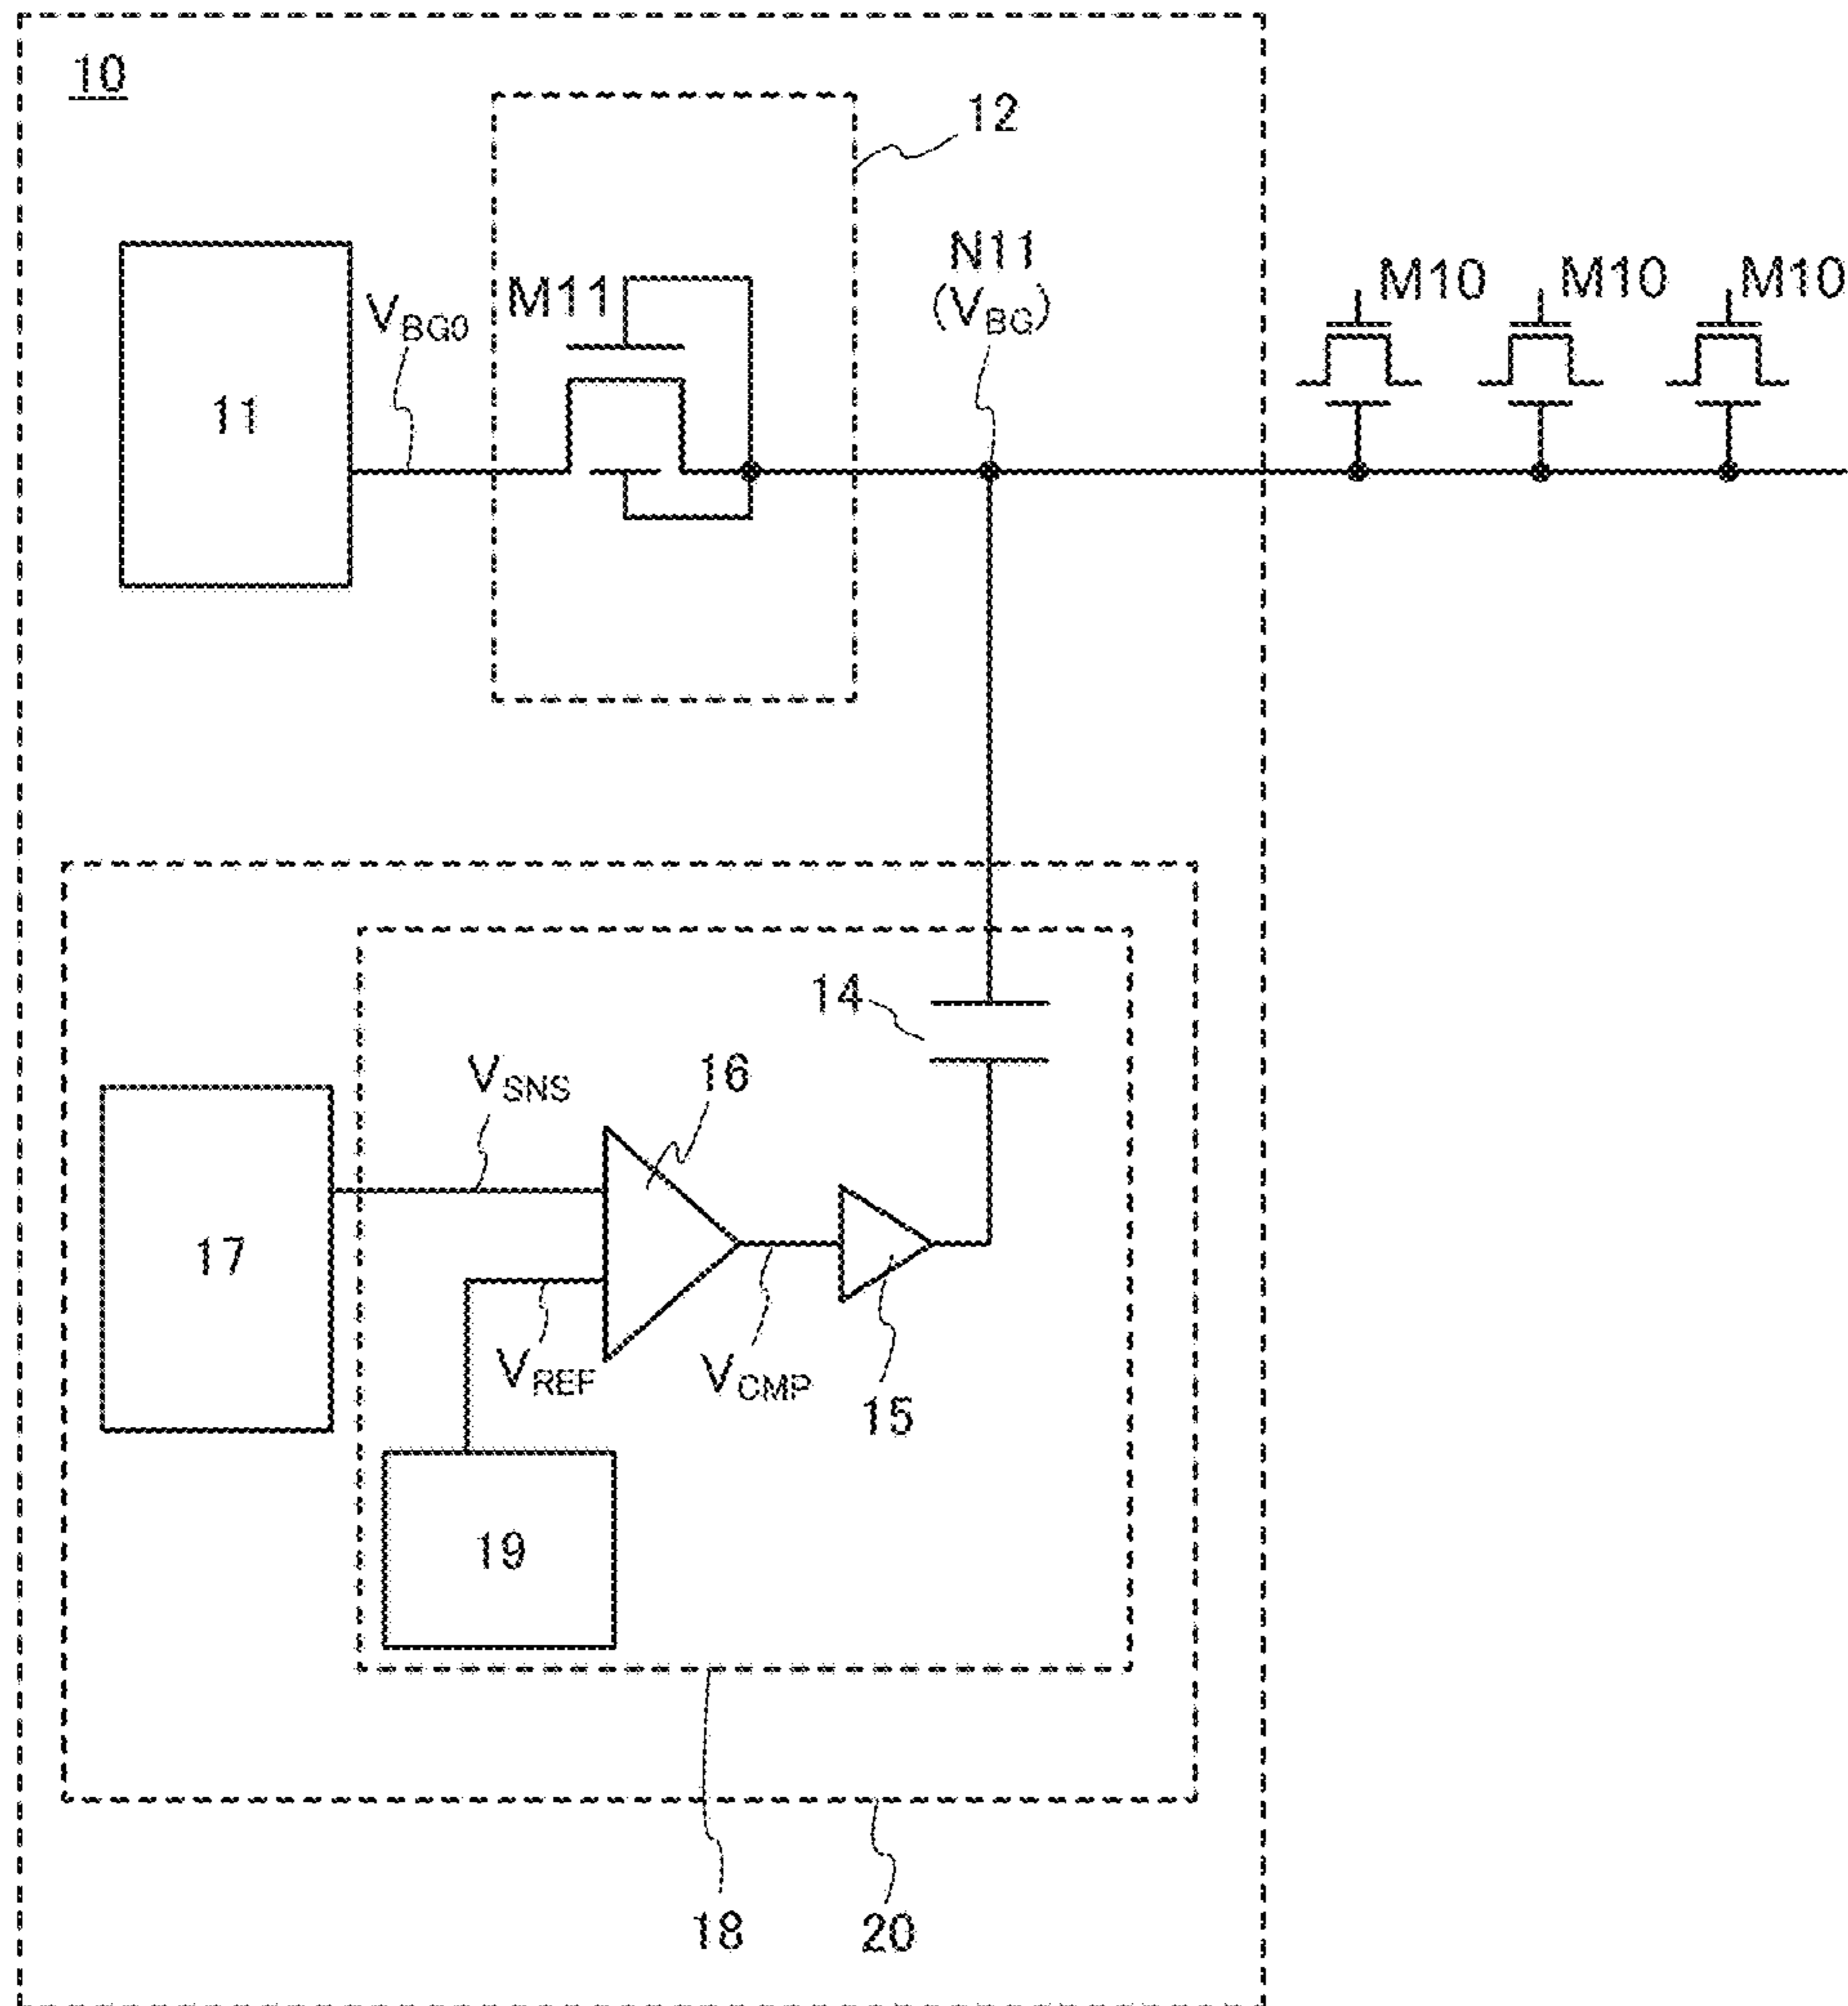 10
12
N11
(V_BG)
M10 M10 M10
M11
V_BG0
11
14
V_SNS
16
17
V_REF
V_CMP
15
19
18
20